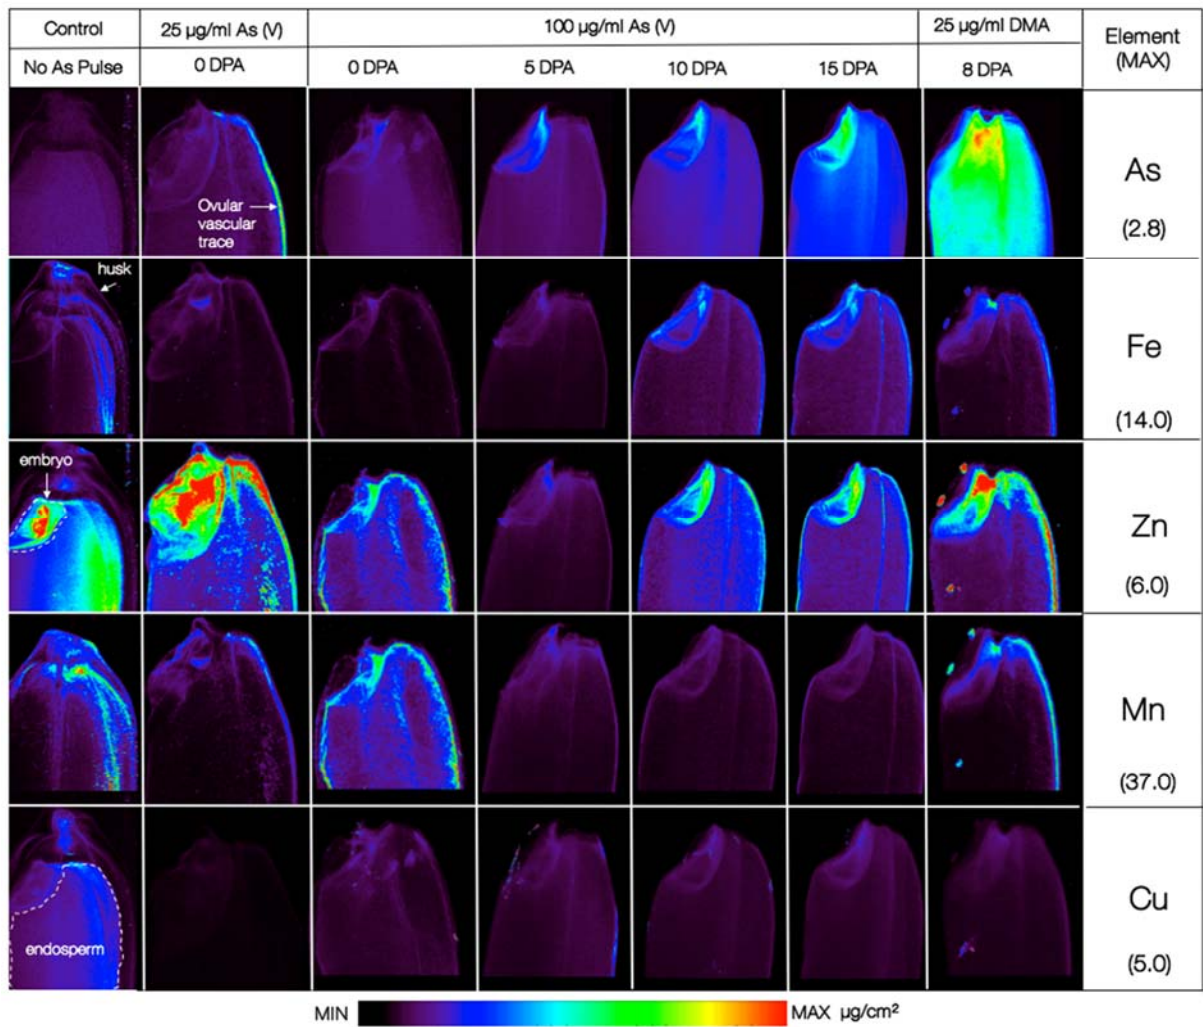 Control
25 µg/ml As (V)
100 µg/ml As (V)
25 µg/ml DMA
Element
(MAX)
No As Pulse
0 DPA
0 DPA
5 DPA
10 DPA
15 DPA
8 DPA
Ovular
vascular
trace
As
(2.8)
husk
Fe
(14.0)
embryo
Zn
(6.0)
Mn
(37.0)
endosperm
Cu
(5.0)
MIN
MAX µg/cm²